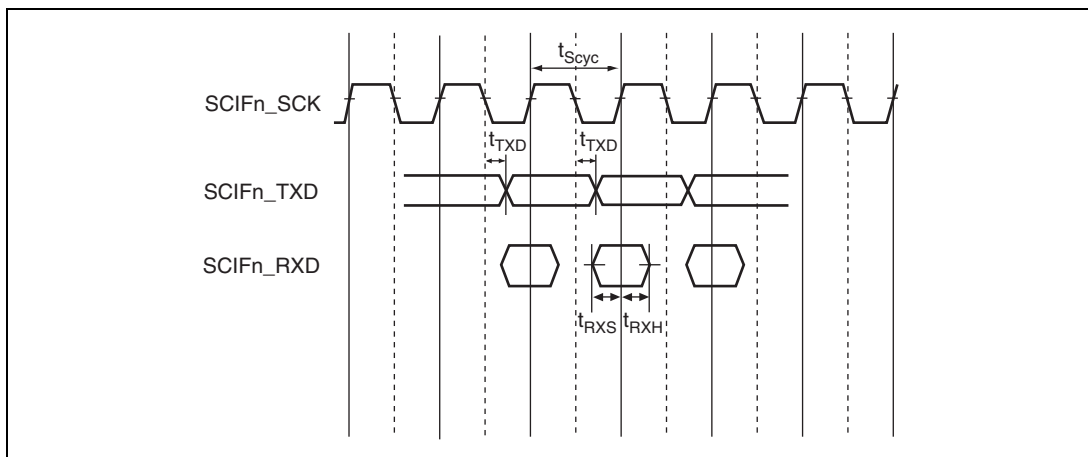 tScyc
SCIFn_SCK
tTXD tTXD
SCIFn_TXD
SCIFn_RXD
tRXS tRXH